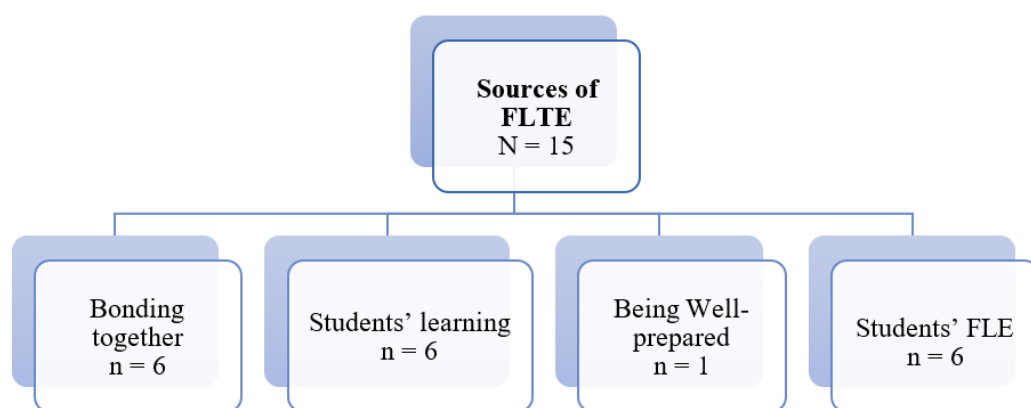 Sources of
FLTE
N = 15
Bonding
together
n = 6
Students’ learning
n = 6
Being Well-
prepared
n = 1
Students’ FLE
n = 6